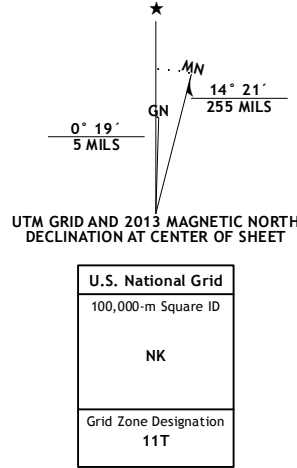 MN
GN
14° 21´
255 MILS
0° 19´
5 MILS
UTM GRID AND 2013 MAGNETIC NORTH
DECLINATION AT CENTER OF SHEET
U.S. National Grid
100,000-m Square ID
NK
Grid Zone Designation
11T